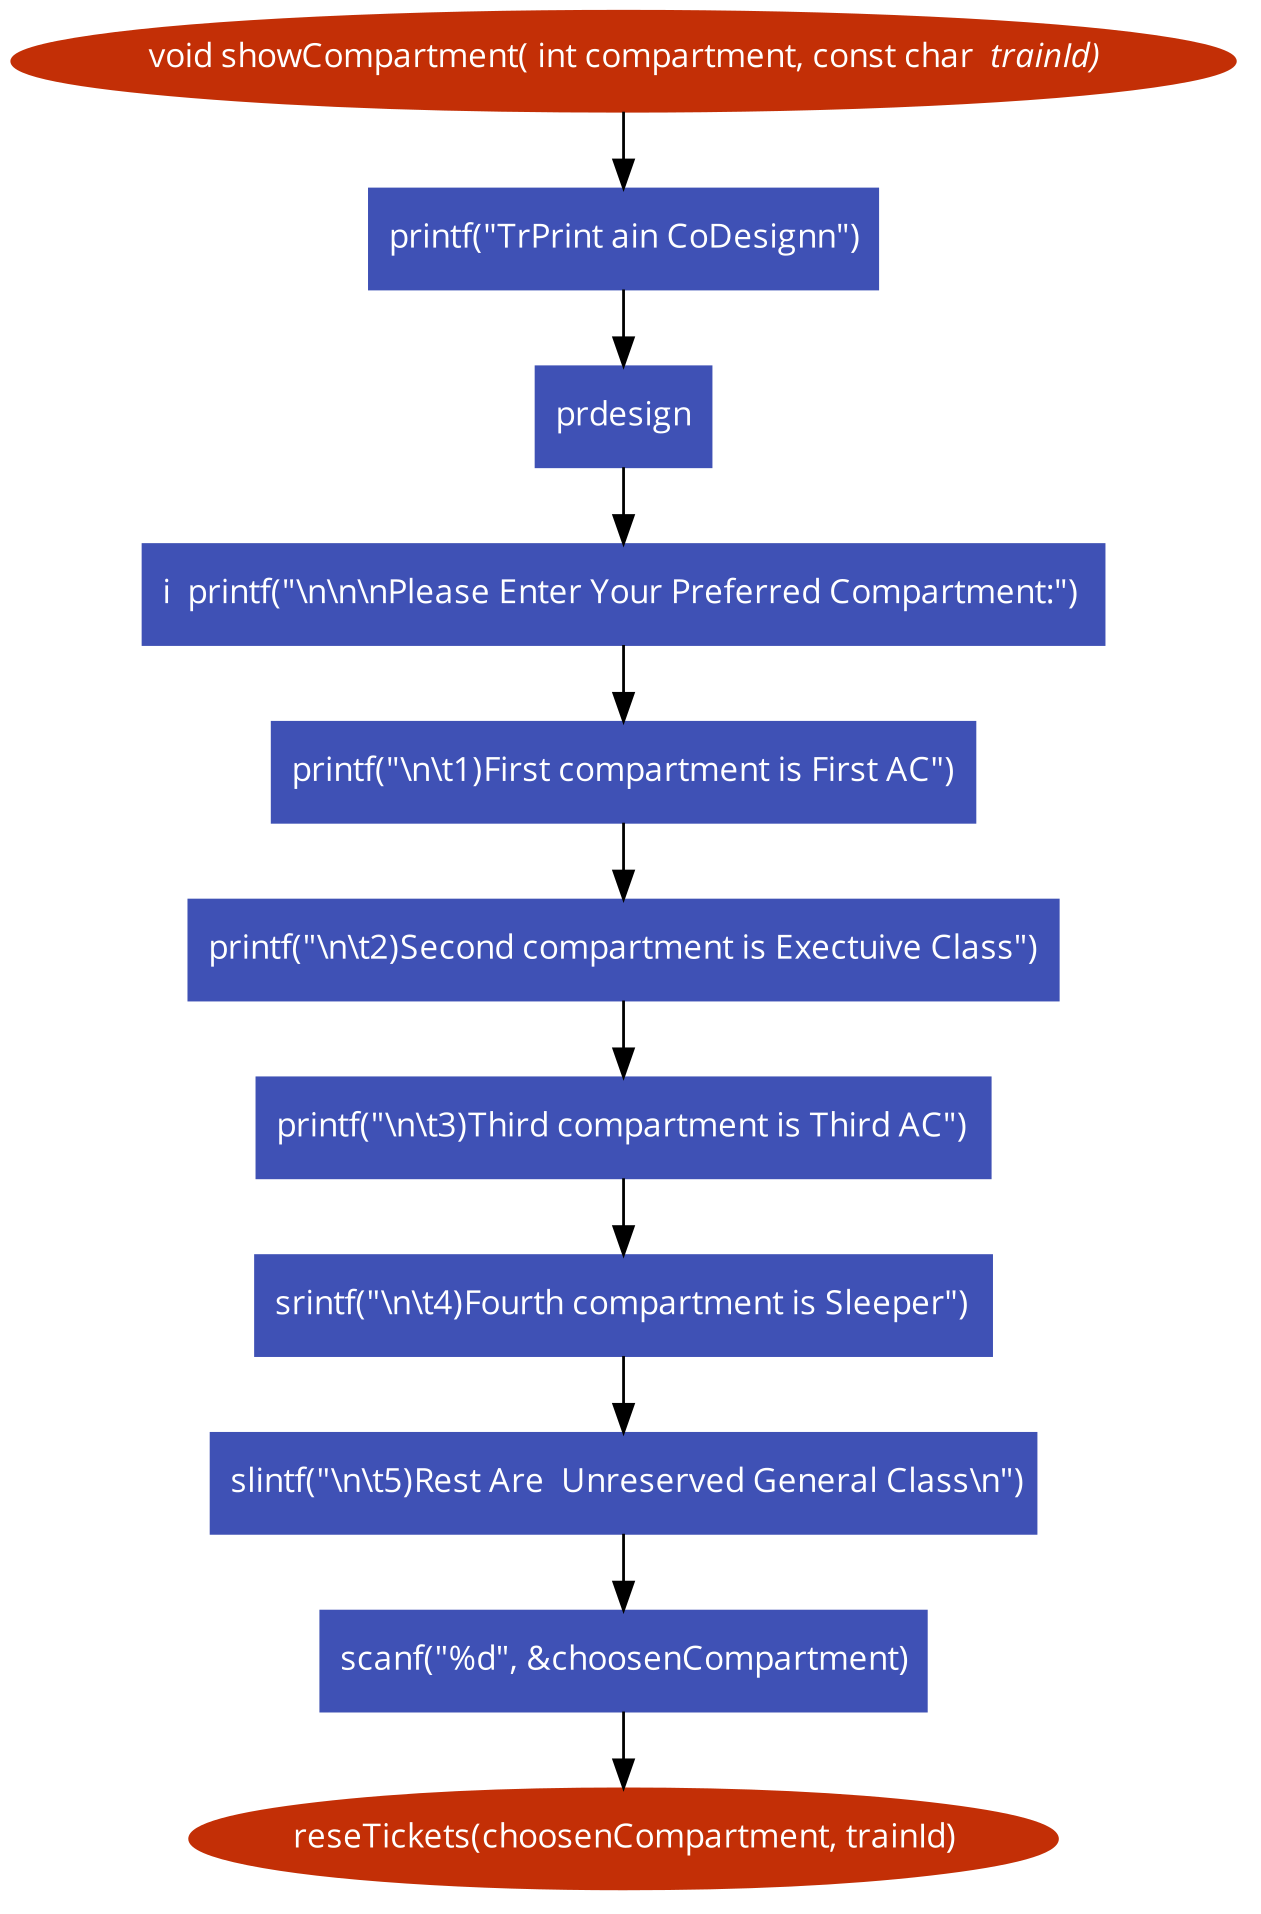 void showCompartment( int compartment, const char  trainId)
printf("TrPrint ain CoDesignn")
prdesign
i  printf("\n\n\nPlease Enter Your Preferred Compartment:")
printf("\n\t1)First compartment is First AC")
printf("\n\t2)Second compartment is Exectuive Class")
printf("\n\t3)Third compartment is Third AC")
srintf("\n\t4)Fourth compartment is Sleeper")
slintf("\n\t5)Rest Are  Unreserved General Class\n")
scanf("%d", &choosenCompartment)
reseTickets(choosenCompartment, trainId)